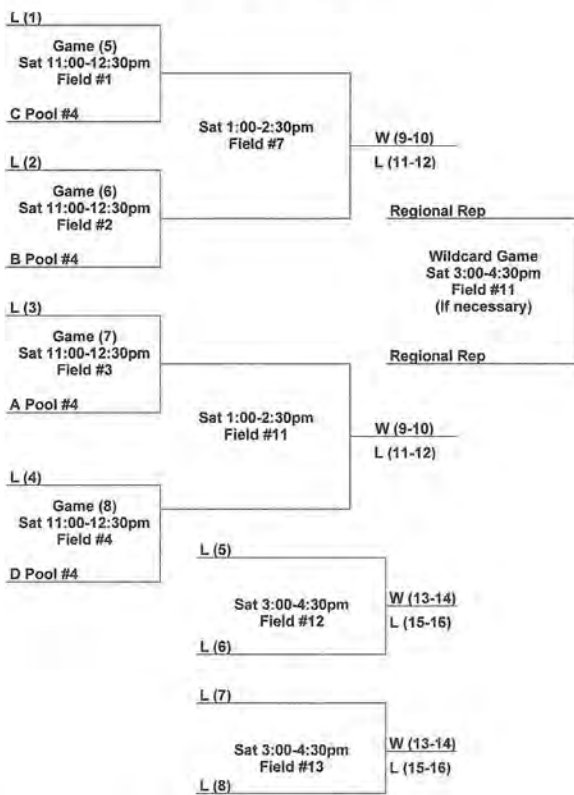 L (1)
Game (5)
Sat 11:00-12:30pm
Field #1
C Pool #4
L (2)
Game (6)
Sat 11:00-12:30pm
Field #2
B Pool #4
Sat 1:00-2:30pm
Field #7
W (9-10)
L (11-12)
Regional Rep
Wildcard Game
Sat 3:00-4:30pm
Field #11
(if necessary)
Regional Rep
L (3)
Game (7)
Sat 11:00-12:30pm
Field #3
A Pool #4
L (4)
Game (8)
Sat 11:00-12:30pm
Field #4
D Pool #4
Sat 1:00-2:30pm
Field #11
W (9-10)
L (11-12)
L (5)
Sat 3:00-4:30pm
Field #12
L (6)
W (13-14)
L (15-16)
L (7)
Sat 3:00-4:30pm
Field #13
L (8)
W (13-14)
L (15-16)